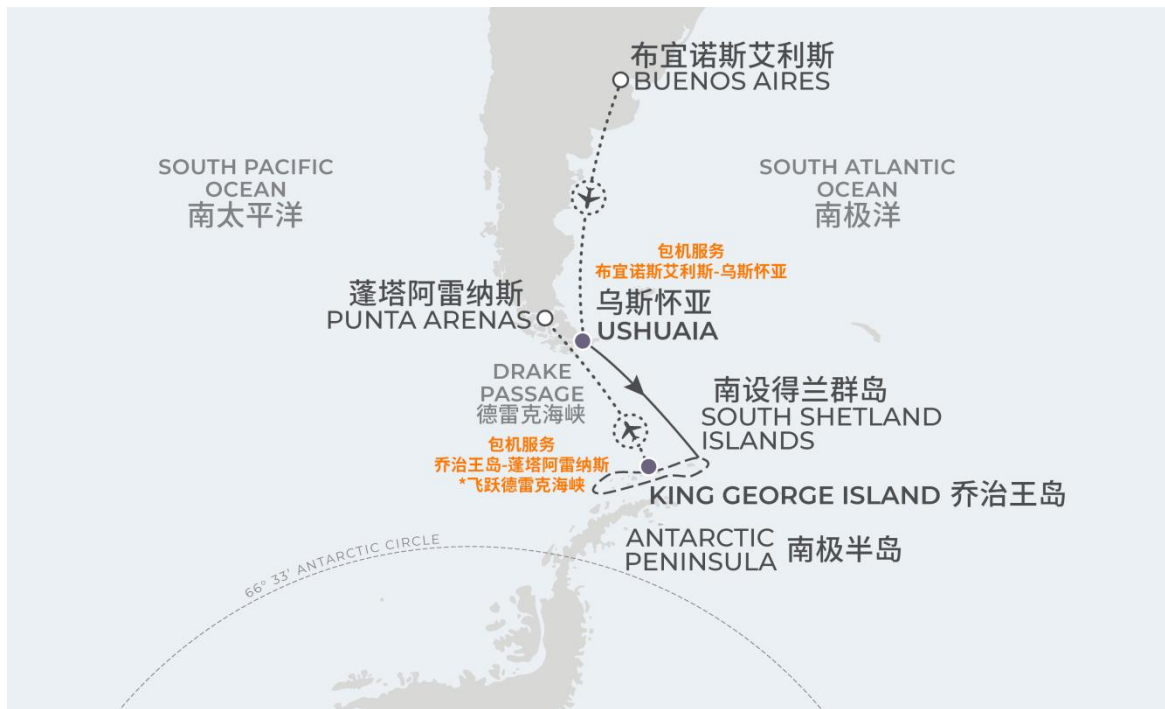 布宜诺斯艾利斯
BUENOS AIRES
SOUTH PACIFIC
OCEAN
南太平洋
SOUTH ATLANTIC
OCEAN
南极洋
包机服务
布宜诺斯艾利斯-乌斯怀亚
蓬塔阿雷纳斯
PUNTA ARENAS
乌斯怀亚
USHUAIA
DRAKE
PASSAGE
德雷克海峡
南设得兰群岛
SOUTH SHETLAND
ISLANDS
包机服务
乔治王岛-蓬塔阿雷纳斯
*飞跃德雷克海峡
KING GEORGE ISLAND 乔治王岛
ANTARCTIC
PENINSULA 南极半岛
66° 33' ANTARCTIC CIRCLE